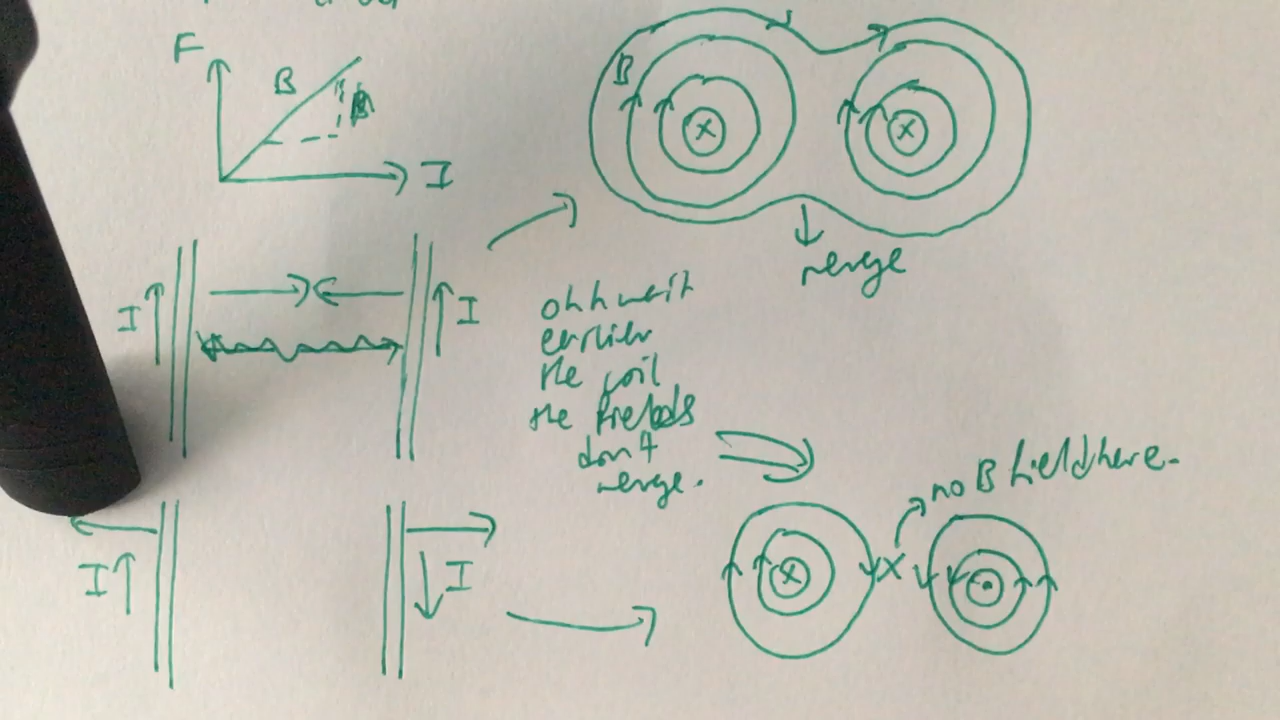 F
B
I
B
x
x
merge
I
I
ohh wait
earlier
the coil
the fields
don't
merge.
no B field here.
I
I
x
X